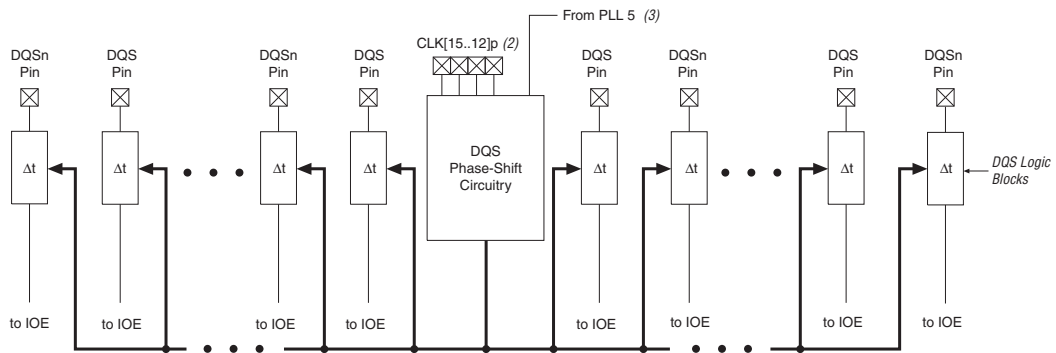 From PLL 5 (3)
CLK[15..12]p (2)
DQSn
Pin
DQS
Pin
DQSn
Pin
DQS
Pin
DQS
Pin
DQSn
Pin
DQS
Pin
DQSn
Pin
Δt
Δt
Δt
Δt
DQS
Phase-Shift
Circuitry
Δt
Δt
Δt
Δt
DQS Logic
Blocks
to IOE
to IOE
to IOE
to IOE
to IOE
to IOE
to IOE
to IOE